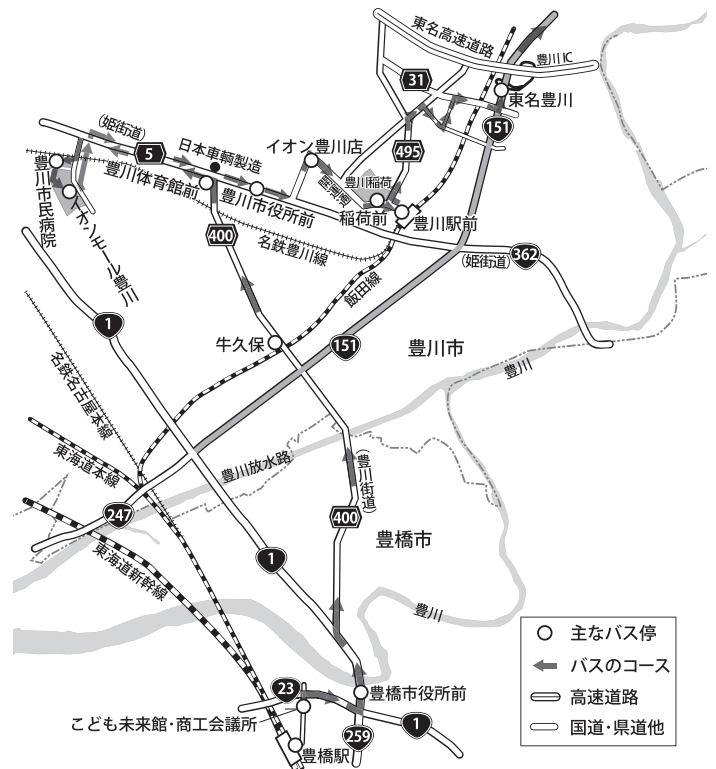 東名高速道路
豊川IC
31
東名豊川
151
(姫街道)
日本車輌製造
イオン豊川店
495
5
豊川体育館前
豊川市役所前
豊川稲荷
稲荷前
豊川駅前
豊川市民病院
イオンモール豊川
400
名鉄豊川線
362
(姫街道)
飯田線
1
牛久保
151
豊川市
豊川
名鉄名古屋本線
東海道本線
豊川放水路
(豊川街道)
247
400
豊橋市
東海道新幹線
1
豊川
23
豊橋市役所前
こども未来館・商工会議所
1
259
豊橋駅
主なバス停
バスのコース
高速道路
国道・県道他